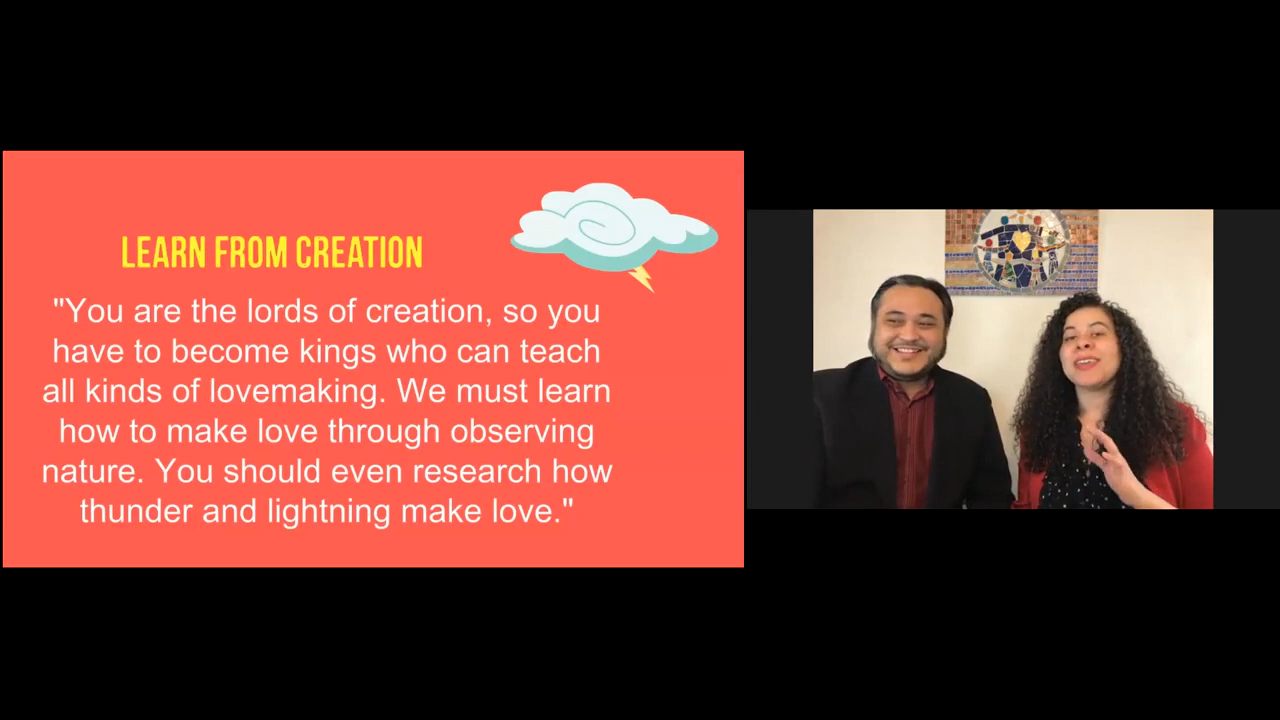 LEARN FROM CREATION
"You are the lords of creation, so you
have to become kings who can teach
all kinds of lovemaking. We must learn
how to make love through observing
nature. You should even research how
thunder and lightning make love."